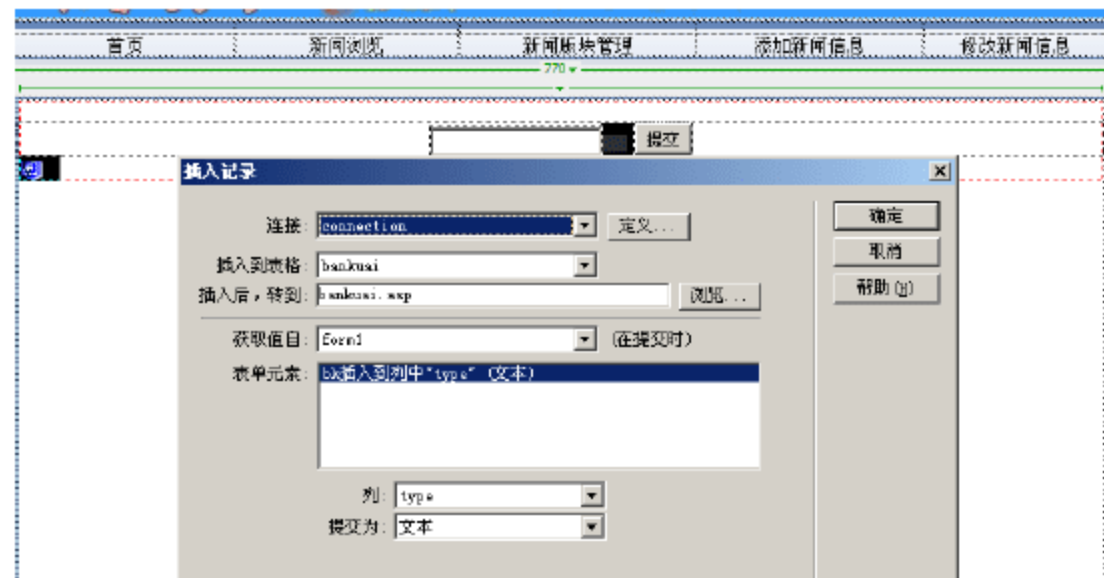 首页 新闻浏览 新闻版块管理 添加新闻信息 修改新闻信息
770
提交
插入记录
连接: connection 定义... 确定
取消
插入到表格: bankuai
插入后，转到: bankuai.asp 浏览... 帮助(H)
获取值自: form1 (在提交时)
表单元素: bk插入到列中"type" (文本)
列: type
提交为: 文本